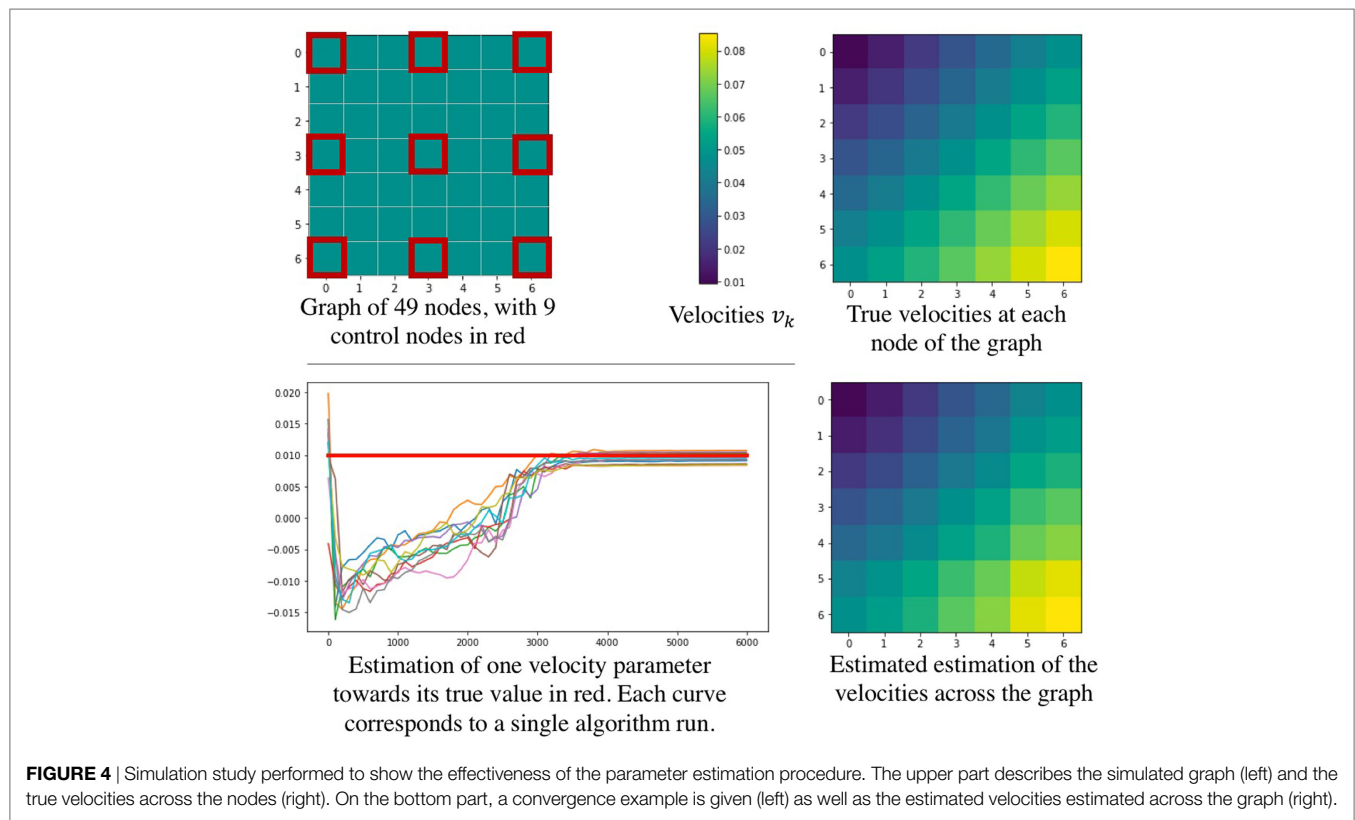 0
1
2
3
4
5
6
0 1 2 3 4 5 6
Graph of 49 nodes, with 9
control nodes in red
0.08
0.07
0.06
0.05
0.04
0.03
0.02
0.01
Velocities vₖ
0
1
2
3
4
5
6
0 1 2 3 4 5 6
True velocities at each
node of the graph
0.020
0.015
0.010
0.005
0.000
−0.005
−0.010
−0.015
0 1000 2000 3000 4000 5000 6000
Estimation of one velocity parameter
towards its true value in red. Each curve
corresponds to a single algorithm run.
0
1
2
3
4
5
6
0 1 2 3 4 5 6
Estimated estimation of the
velocities across the graph
FIGURE 4 | Simulation study performed to show the effectiveness of the parameter estimation procedure. The upper part describes the simulated graph (left) and the
true velocities across the nodes (right). On the bottom part, a convergence example is given (left) as well as the estimated velocities estimated across the graph (right).